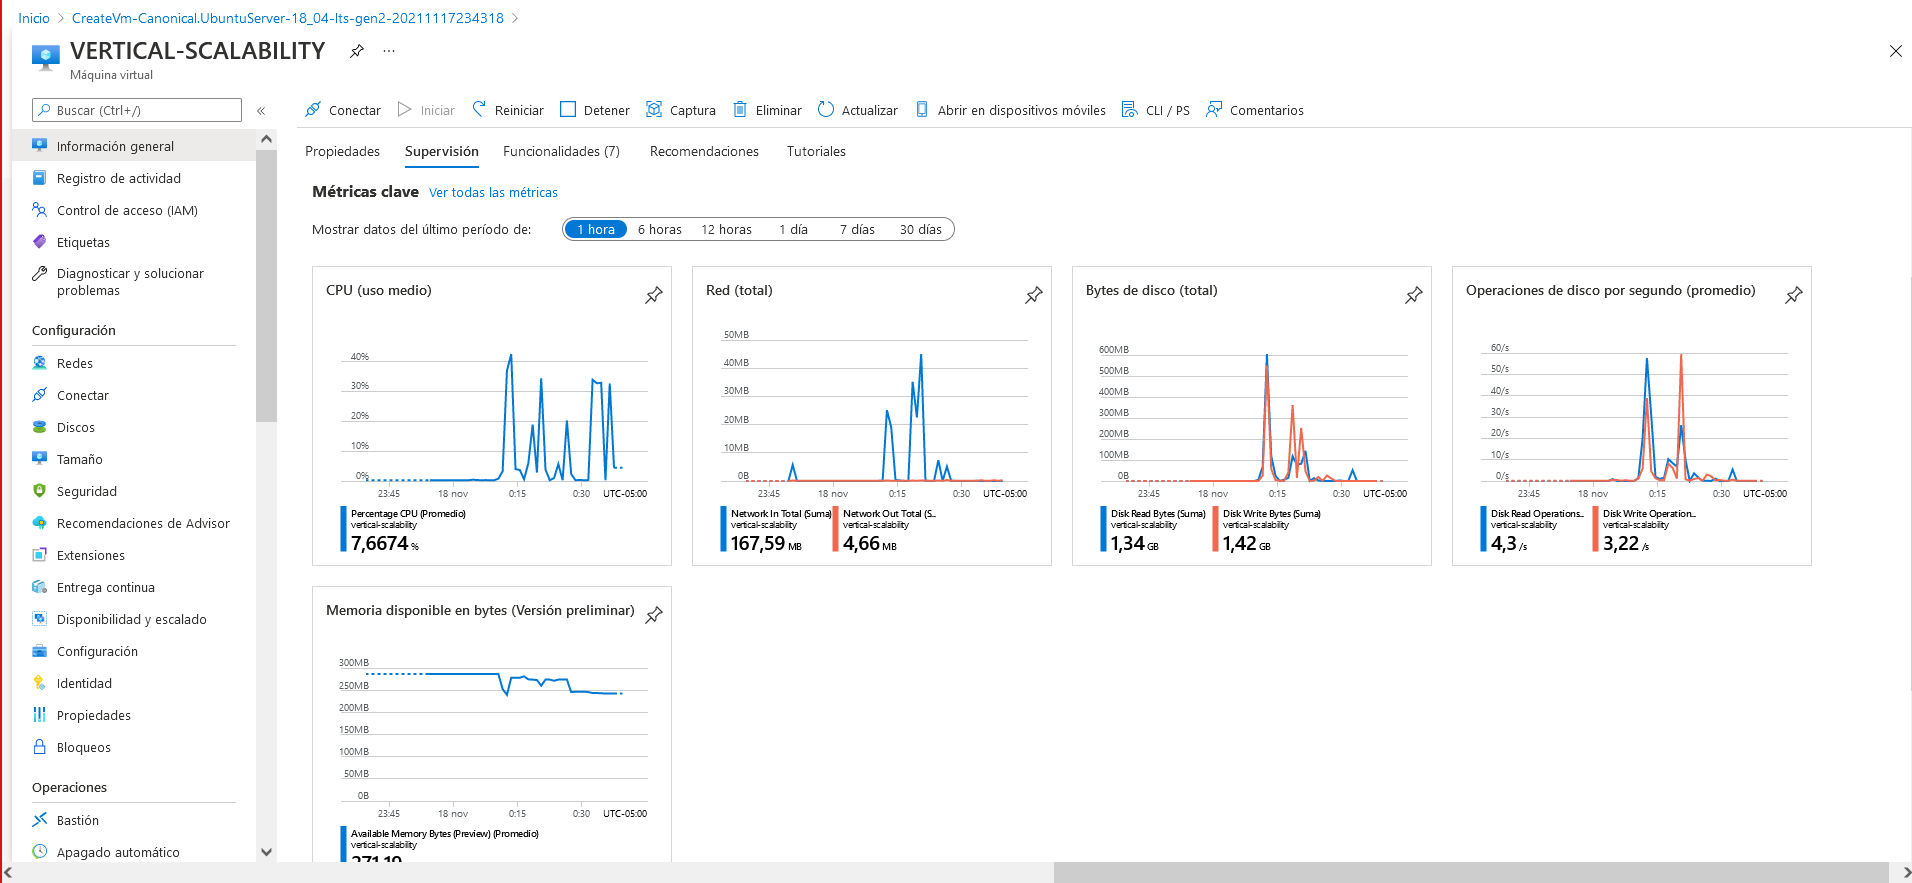 Inicio > CreateVm-Canonical.UbuntuServer-18_04-lts-gen2-20211117234318 >
VERTICAL-SCALABILITY
...
Máquina virtual
Buscar (Ctrl+/)
«
Conectar
Iniciar
Reiniciar
Detener
Captura
Eliminar
Actualizar
Abrir en dispositivos móviles
CLI / PS
Comentarios
Información general
Registro de actividad
Control de acceso (IAM)
Etiquetas
Diagnosticar y solucionar
problemas
Configuración
Redes
Conectar
Discos
Tamaño
Seguridad
Recomendaciones de Advisor
Extensiones
Entrega continua
Disponibilidad y escalado
Configuración
Identidad
Propiedades
Bloqueos
Operaciones
Bastión
Apagado automático
Propiedades
Supervisión
Funcionalidades (7)
Recomendaciones
Tutoriales
Métricas clave
Ver todas las métricas
Mostrar datos del último período de:
1 hora
6 horas
12 horas
1 día
7 días
30 días
CPU (uso medio)
40%
30%
20%
10%
0%
23:45
18 nov
0:15
0:30
UTC-05:00
Percentage CPU (Promedio)
vertical-scalability
7,6674 %
Red (total)
50MB
40MB
30MB
20MB
10MB
0B
23:45
18 nov
0:15
0:30
UTC-05:00
Network In Total (Suma)
vertical-scalability
167,59 MB
Network Out Total (S...
vertical-scalability
4,66 MB
Bytes de disco (total)
600MB
500MB
400MB
300MB
200MB
100MB
0B
23:45
18 nov
0:15
0:30
UTC-05:00
Disk Read Bytes (Suma)
vertical-scalability
1,34 GB
Disk Write Bytes (Suma)
vertical-scalability
1,42 GB
Operaciones de disco por segundo (promedio)
60/s
50/s
40/s
30/s
20/s
10/s
0/s
23:45
18 nov
0:15
0:30
UTC-05:00
Disk Read Operations...
vertical-scalability
4,3 /s
Disk Write Operation...
vertical-scalability
3,22 /s
Memoria disponible en bytes (Versión preliminar)
300MB
250MB
200MB
150MB
100MB
50MB
0B
23:45
18 nov
0:15
0:30
UTC-05:00
Available Memory Bytes (Preview) (Promedio)
vertical-scalability